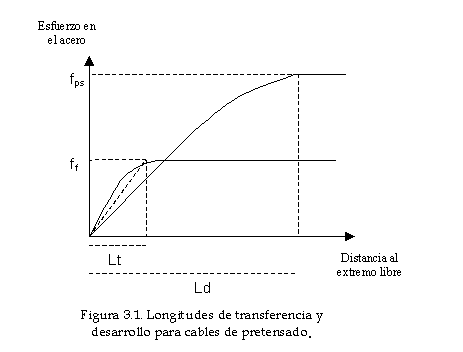 Esfuerzo en
el acero
fps
ff
Lt
Ld
Distancia al
extremo libre
Figura 3.1. Longitudes de transferencia y
desarrollo para cables de pretensado.